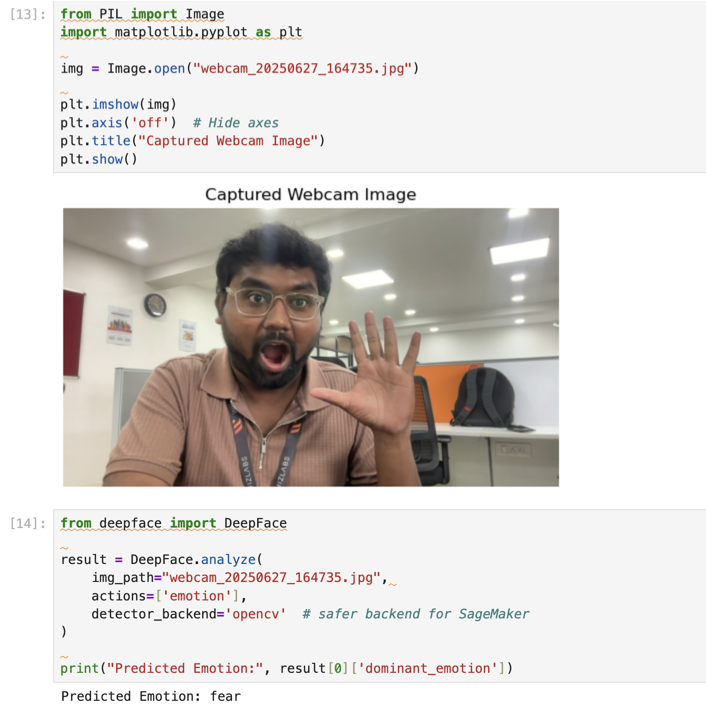 [13]:
from PIL import Image
import matplotlib.pyplot as plt
img = Image.open("webcam_20250627_164735.jpg")
plt.imshow(img)
plt.axis('off')  # Hide axes
plt.title("Captured Webcam Image")
plt.show()
Captured Webcam Image
IZLABS
[14]:
from deepface import DeepFace
result = DeepFace.analyze(
    img_path="webcam_20250627_164735.jpg",
    actions=['emotion'],
    detector_backend='opencv'  # safer backend for SageMaker
)
print("Predicted Emotion:", result[0]['dominant_emotion'])
Predicted Emotion: fear